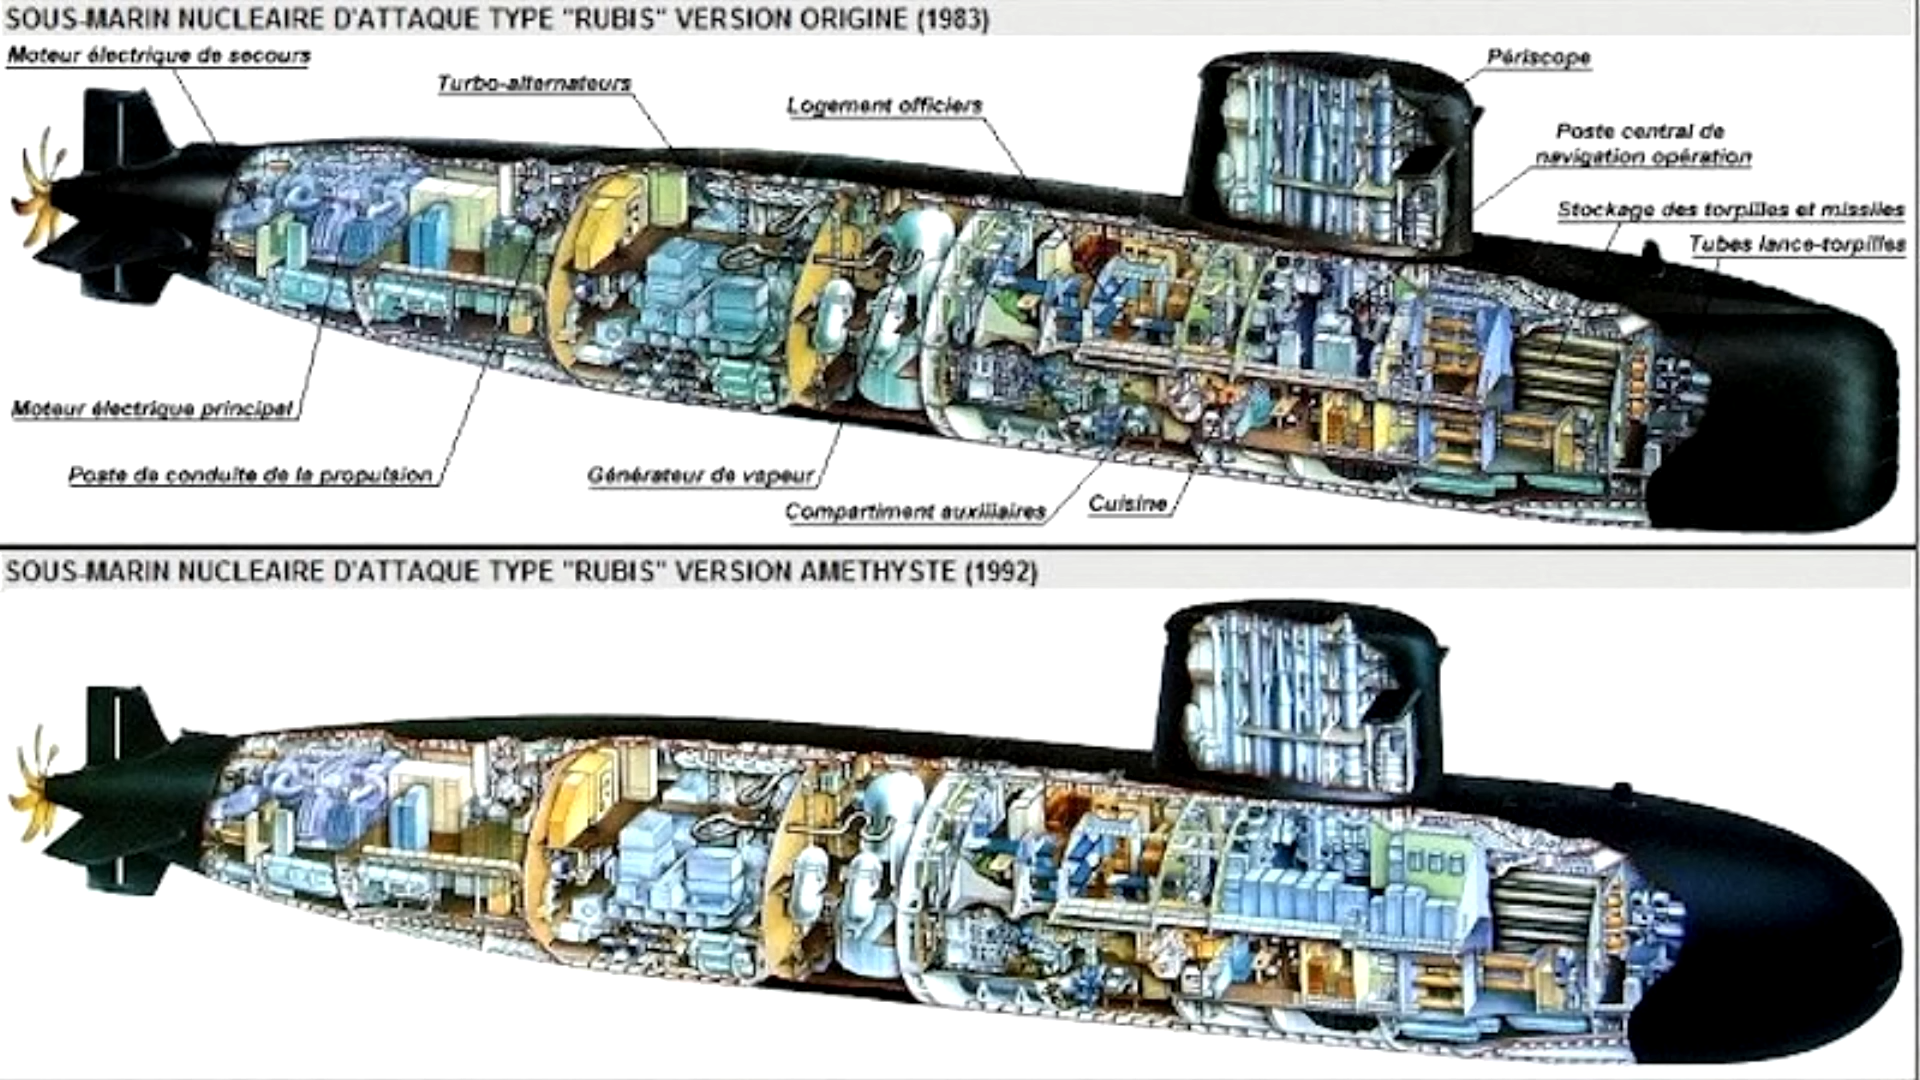 SOUS-MARIN NUCLEAIRE D'ATTAQUE TYPE "RUBIS" VERSION ORIGINE (1983)
Moteur électrique de secours
Turbo-alternateurs
Logement officiers
Périscope
Poste central de
navigation opération
Stockage des torpilles et missiles
Tubes lance-torpilles
Moteur électrique principal
Poste de conduite de la propulsion
Générateur de vapeur
Compartiment auxiliaires
Cuisine
SOUS-MARIN NUCLEAIRE D'ATTAQUE TYPE "RUBIS" VERSION AMETHYSTE (1992)